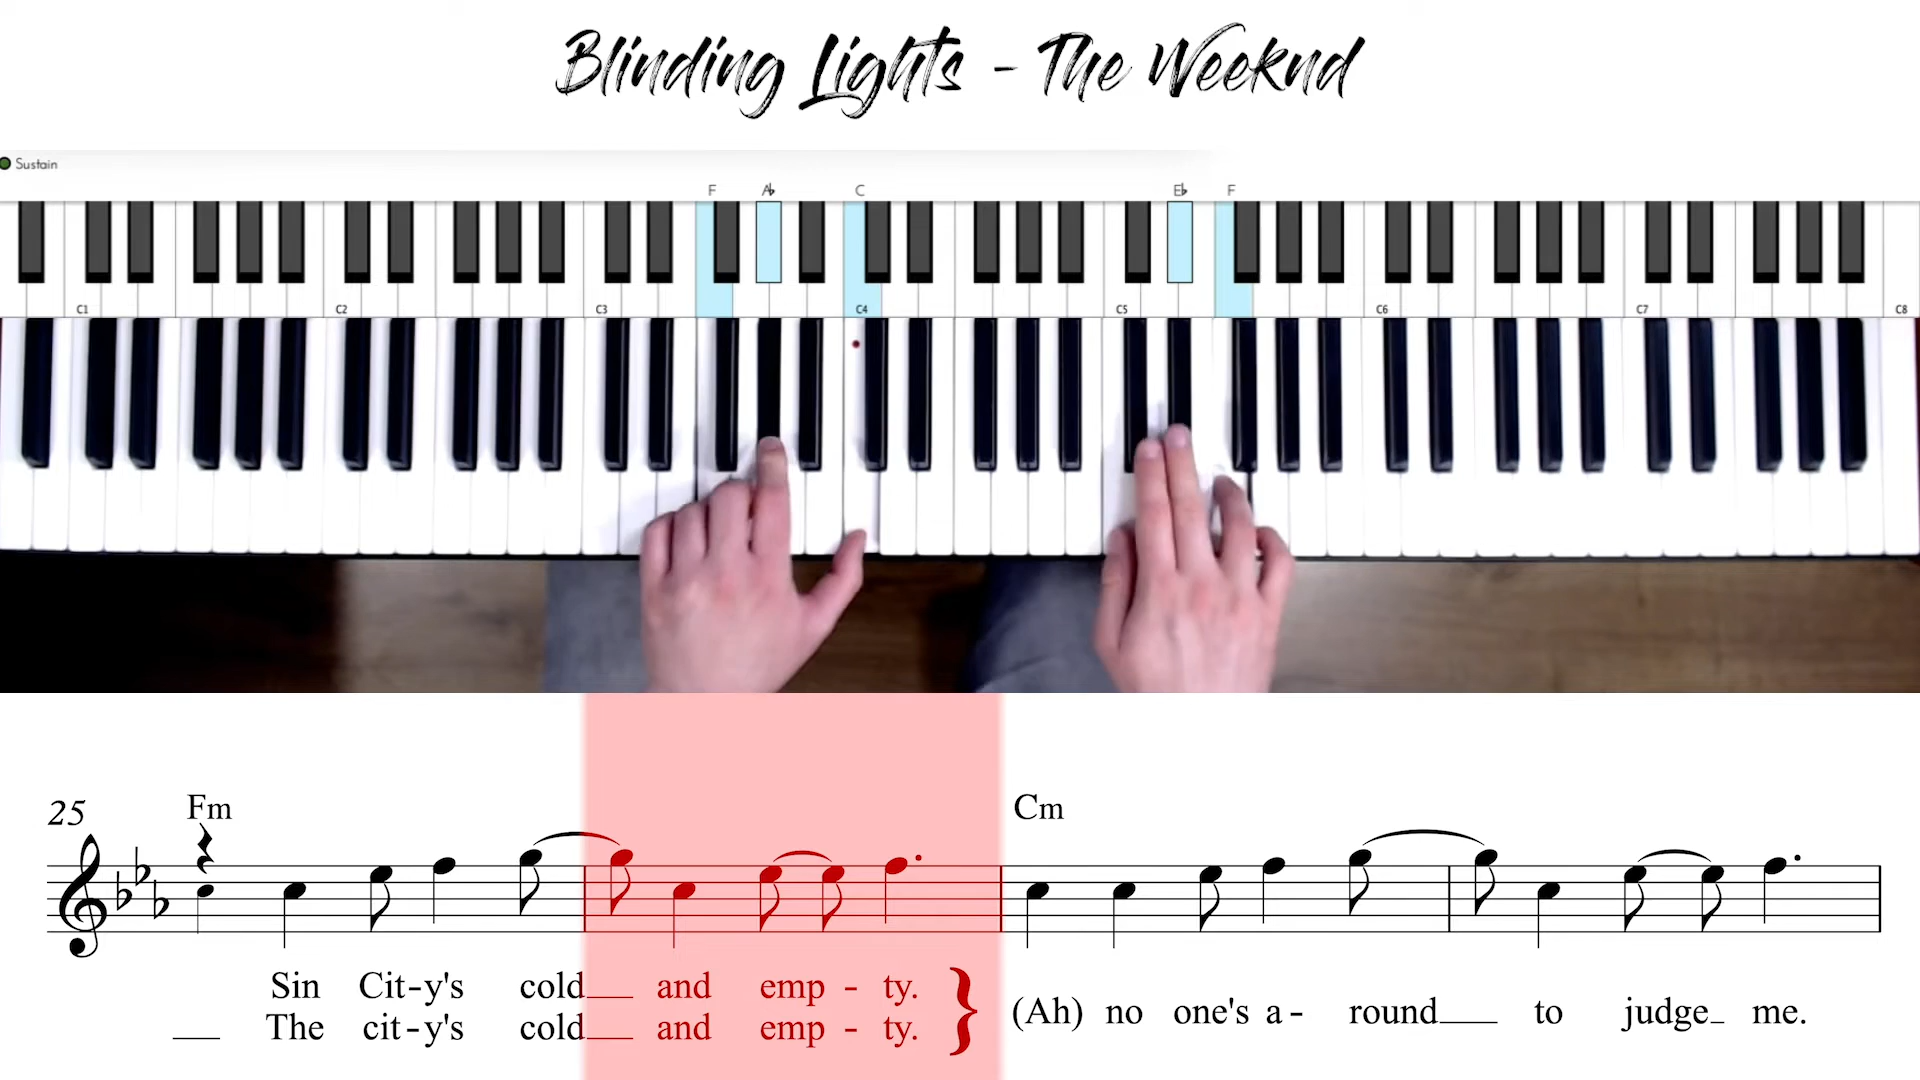 Blinding Lights - The Weeknd
Sustain
F A♭ C E♭ F
C1 C2 C3 C4 C5 C6 C7 C8
25 Fm Cm
Sin Cit-y's cold__ and emp - ty. } (Ah) no one's a - round__ to judge_ me.
__ The cit-y's cold__ and emp - ty.